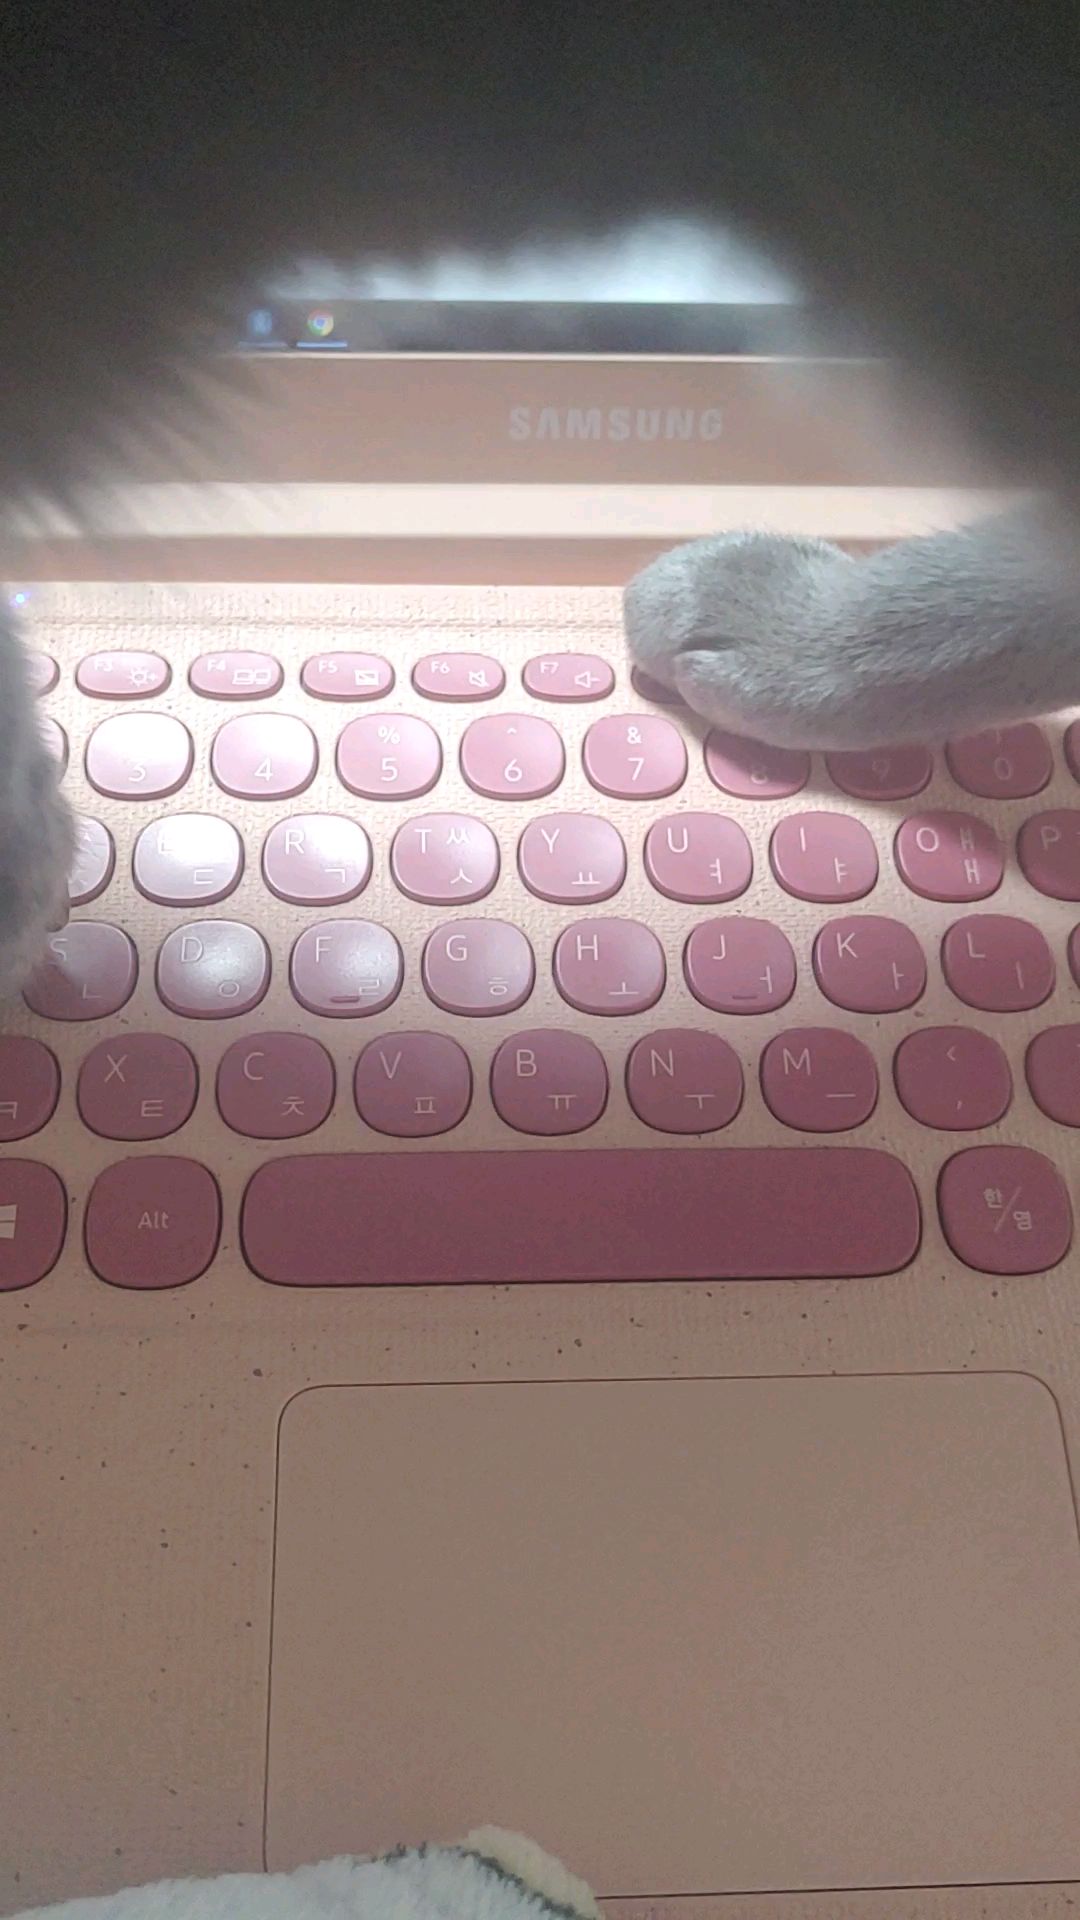 SAMSUNG
F3 F4 F5 F6 F7
3 4 % 5 ^ 6 & 7 8 9 0
ㄷ R ㄱ T ㅆ ㅅ Y ㅛ U ㅕ I ㅑ O ㅒ ㅐ P
S ㄴ D ㅇ F ㄹ G ㅎ H ㅗ J ㅓ K ㅏ L ㅣ
ㅋ X ㅌ C ㅊ V ㅍ B ㅠ N ㅜ M ㅡ < ,
Alt 한/영